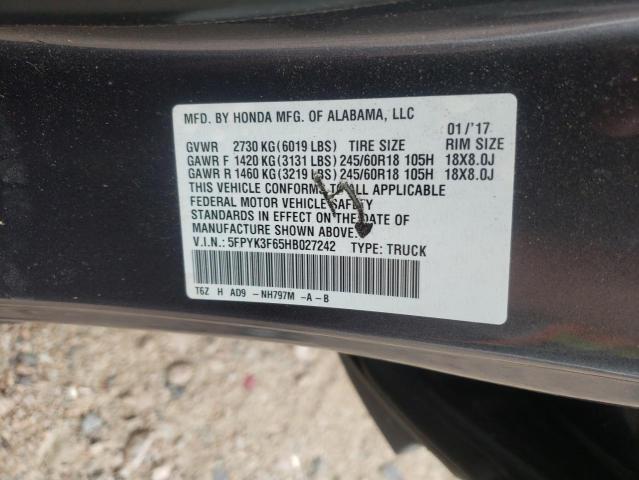 MFD. BY HONDA MFG. OF ALABAMA, LLC
01/'17
GVWR 2730 KG(6019 LBS) TIRE SIZE RIM SIZE
GAWR F 1420 KG(3131 LBS) 245/60R18 105H 18X8.0J
GAWR R 1460 KG(3219 LBS) 245/60R18 105H 18X8.0J
THIS VEHICLE CONFORMS TO ALL APPLICABLE
FEDERAL MOTOR VEHICLE SAFETY
STANDARDS IN EFFECT ON THE DATE OF
MANUFACTURE SHOWN ABOVE.
V.I.N.: 5FPYK3F65HB027242 TYPE: TRUCK
T6Z H AD9 -NH797M -A-B